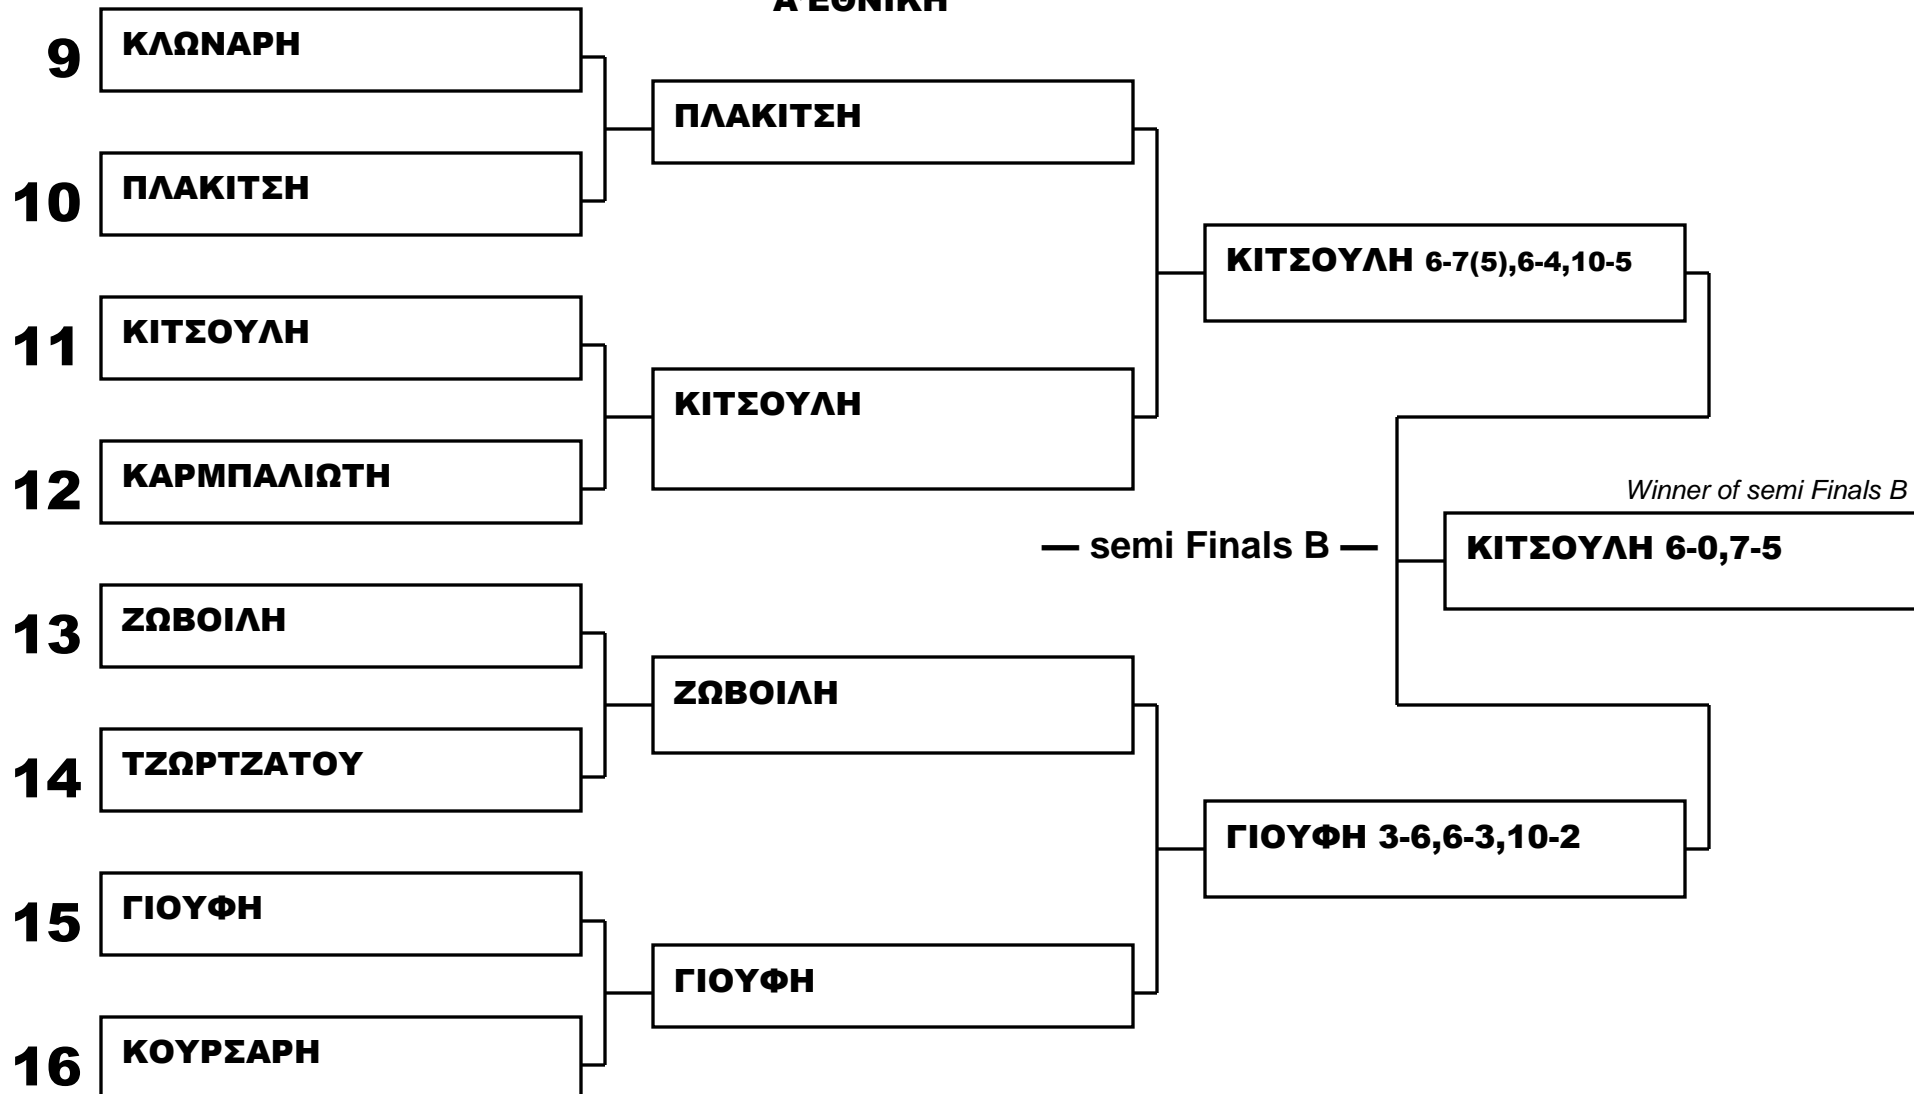 Α'ΕΘΝΙΚΗ
9 ΚΛΩΝΑΡΗ
ΠΛΑΚΙΤΣΗ
10 ΠΛΑΚΙΤΣΗ
ΚΙΤΣΟΥΛΗ 6-7(5),6-4,10-5
11 ΚΙΤΣΟΥΛΗ
ΚΙΤΣΟΥΛΗ
12 ΚΑΡΜΠΑΛΙΩΤΗ
Winner of semi Finals B
— semi Finals B —
ΚΙΤΣΟΥΛΗ 6-0,7-5
13 ΖΩΒΟΙΛΗ
ΖΩΒΟΙΛΗ
14 ΤΖΩΡΤΖΑΤΟΥ
ΓΙΟΥΦΗ 3-6,6-3,10-2
15 ΓΙΟΥΦΗ
ΓΙΟΥΦΗ
16 ΚΟΥΡΣΑΡΗ